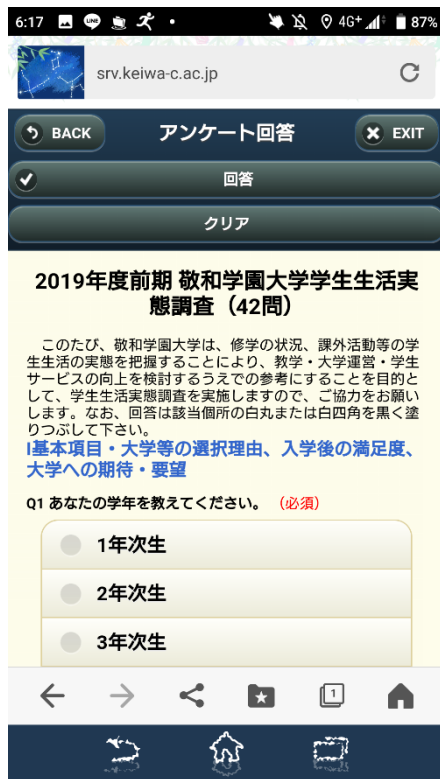 6:17
4G+
87%
srv.keiwa-c.ac.jp
BACK
アンケート回答
EXIT
回答
クリア
2019年度前期 敬和学園大学学生生活実
態調査（42問）
このたび、敬和学園大学は、修学の状況、課外活動等の学
生生活の実態を把握することにより、教学・大学運営・学生
サービスの向上を検討するうえでの参考にすることを目的と
して、学生生活実態調査を実施しますので、ご協力をお願い
します。なお、回答は該当個所の白丸または白四角を黒く塗
りつぶして下さい。
I基本項目・大学等の選択理由、入学後の満足度、
大学への期待・要望
Q1 あなたの学年を教えてください。 （必須）
1年次生
2年次生
3年次生
1